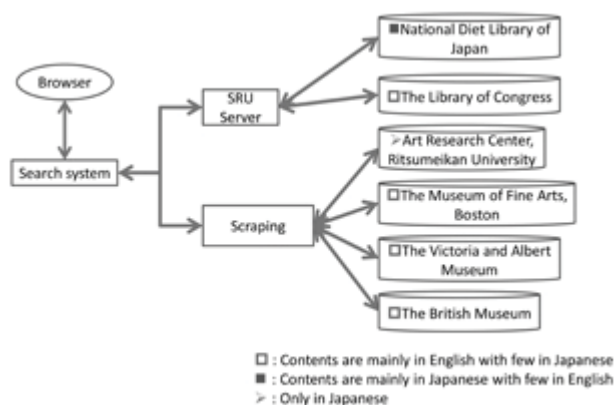 Browser
Search system
SRU
Server
Scraping
■National Diet Library of
Japan
□The Library of Congress
➢Art Research Center,
Ritsumeikan University
□The Museum of Fine Arts,
Boston
□The Victoria and Albert
Museum
□The British Museum
□ : Contents are mainly in English with few in Japanese
■ : Contents are mainly in Japanese with few in English
➢ : Only in Japanese